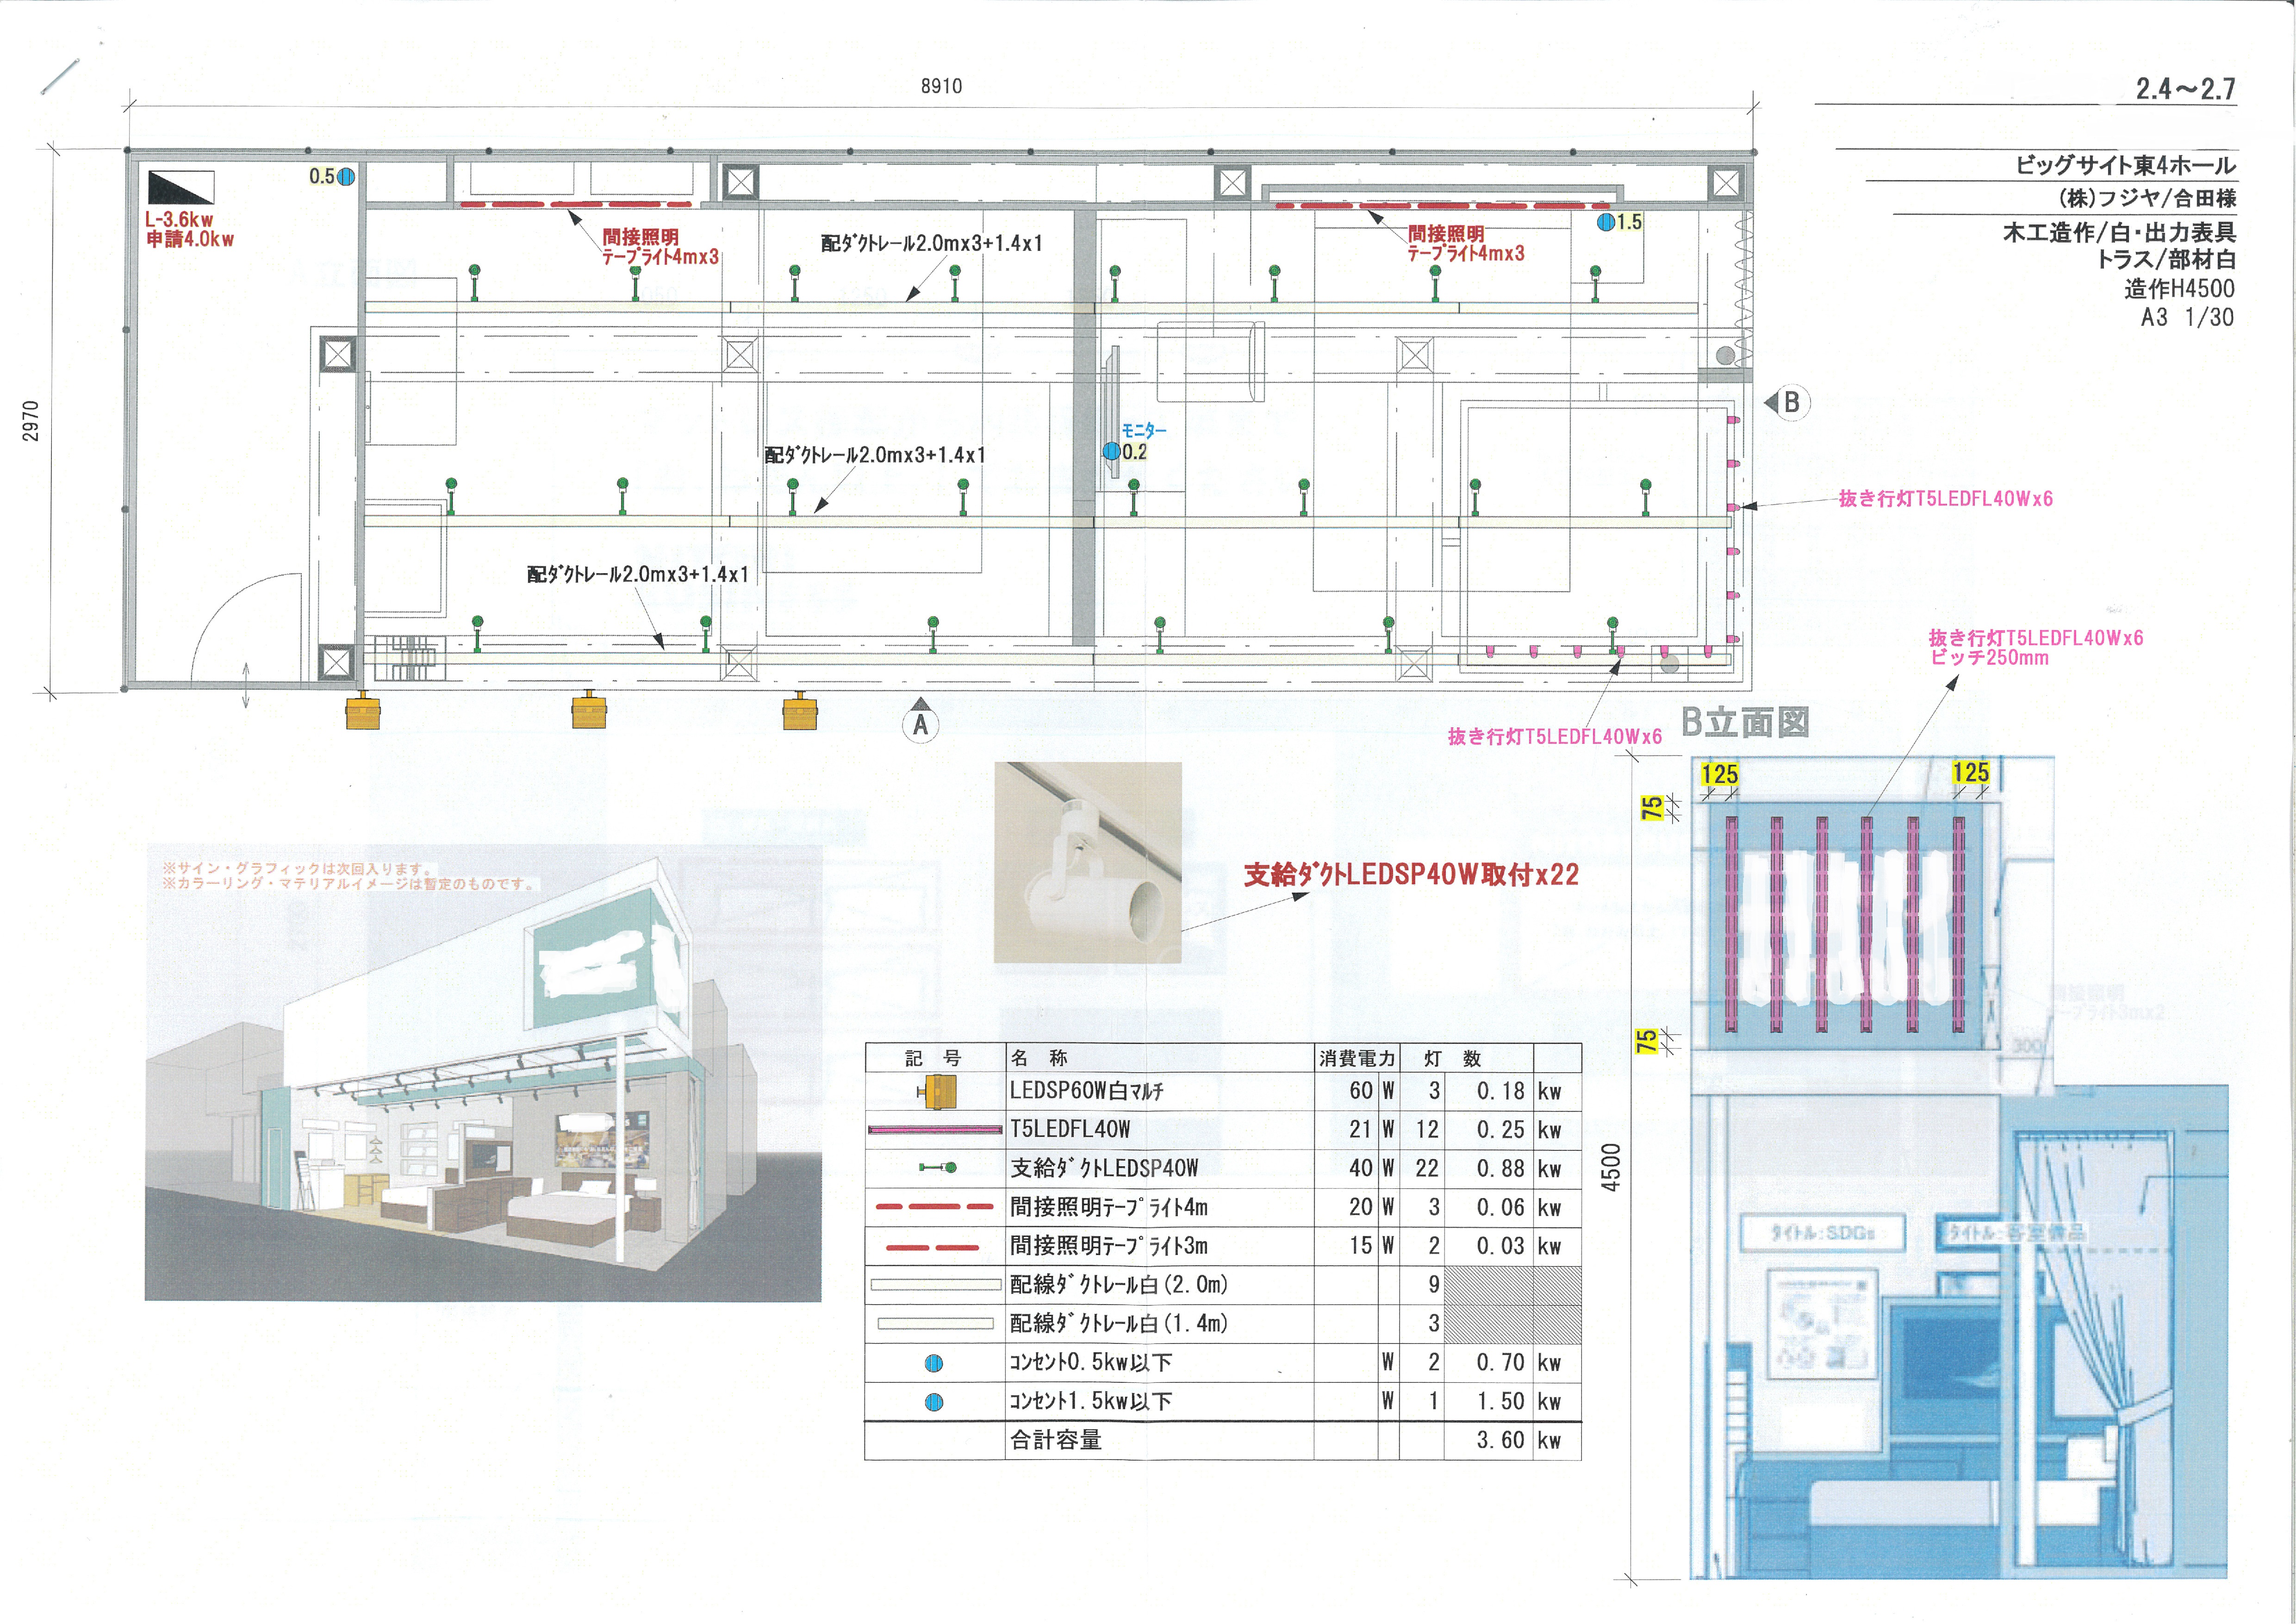 8910
2.4～2.7
ビッグサイト東4ホール
(株)フジヤ/合田様
木工造作/白・出力表具
トラス/部材白
造作H4500
A3 1/30
2970
0.5
L-3.6kw
申請4.0kw
間接照明
ﾃｰﾌﾟﾗｲﾄ4mx3
配ﾀﾞｸﾄﾚｰﾙ2.0mx3+1.4x1
間接照明
ﾃｰﾌﾟﾗｲﾄ4mx3
1.5
B
ﾓﾆﾀｰ
0.2
配ﾀﾞｸﾄﾚｰﾙ2.0mx3+1.4x1
抜き行灯T5LEDFL40Wx6
配ﾀﾞｸﾄﾚｰﾙ2.0mx3+1.4x1
抜き行灯T5LEDFL40Wx6
ピッチ250mm
A
抜き行灯T5LEDFL40Wx6
B立面図
125
125
75
75
4500
※サイン・グラフィックは次回入ります。
※カラーリング・マテリアルイメージは暫定のものです。
支給ﾀﾞｸﾄLEDSP40W取付x22
記 号 名 称 消費電力 灯 数
LEDSP60W白ﾏﾙﾁ 60 W 3 0.18 kw
T5LEDFL40W 21 W 12 0.25 kw
支給ﾀﾞｸﾄLEDSP40W 40 W 22 0.88 kw
間接照明ﾃｰﾌﾟﾗｲﾄ4m 20 W 3 0.06 kw
間接照明ﾃｰﾌﾟﾗｲﾄ3m 15 W 2 0.03 kw
配線ﾀﾞｸﾄﾚｰﾙ白(2.0m) 9
配線ﾀﾞｸﾄﾚｰﾙ白(1.4m) 3
ｺﾝｾﾝﾄ0.5kw以下 W 2 0.70 kw
ｺﾝｾﾝﾄ1.5kw以下 W 1 1.50 kw
合計容量 3.60 kw
間接照明
ﾃｰﾌﾟﾗｲﾄ3mx2
300
ﾀｲﾄﾙ:SDGs
ﾀｲﾄﾙ:客室備品